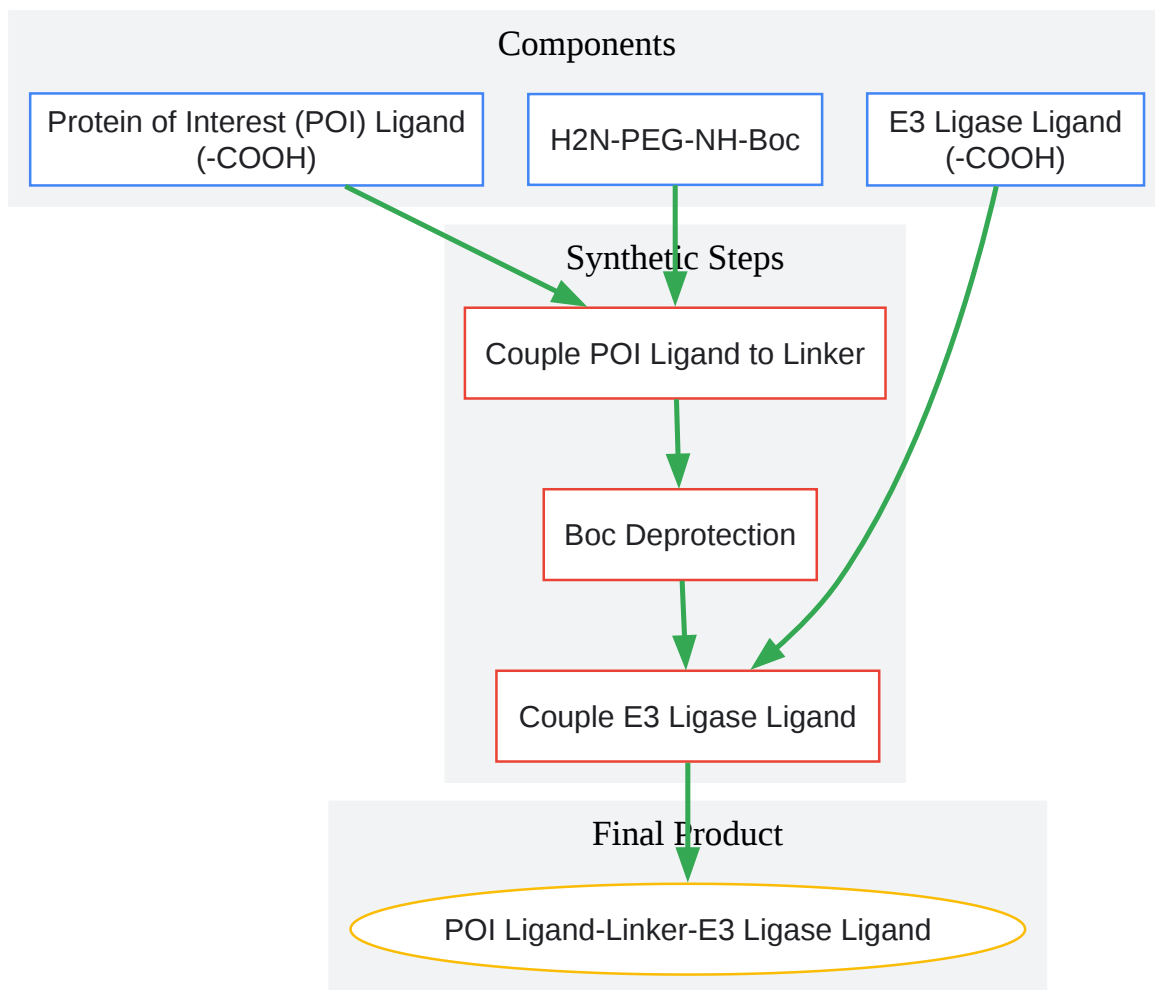 Components
Protein of Interest (POI) Ligand
(-COOH)
H2N-PEG-NH-Boc
E3 Ligase Ligand
(-COOH)
Synthetic Steps
Couple POI Ligand to Linker
Boc Deprotection
Couple E3 Ligase Ligand
Final Product
POI Ligand-Linker-E3 Ligase Ligand